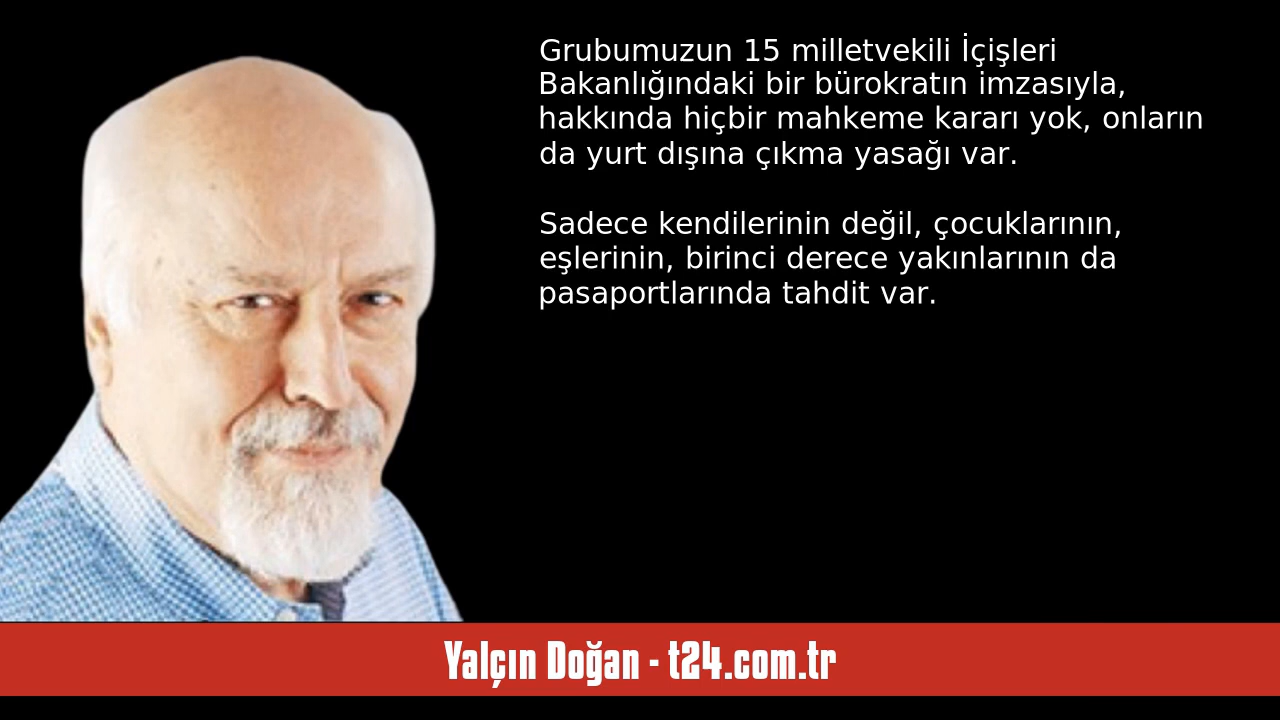 Grubumuzun 15 milletvekili İçişleri
Bakanlığındaki bir bürokratın imzasıyla,
hakkında hiçbir mahkeme kararı yok, onların
da yurt dışına çıkma yasağı var.
Sadece kendilerinin değil, çocuklarının,
eşlerinin, birinci derece yakınlarının da
pasaportlarında tahdit var.
Yalçın Doğan - t24.com.tr